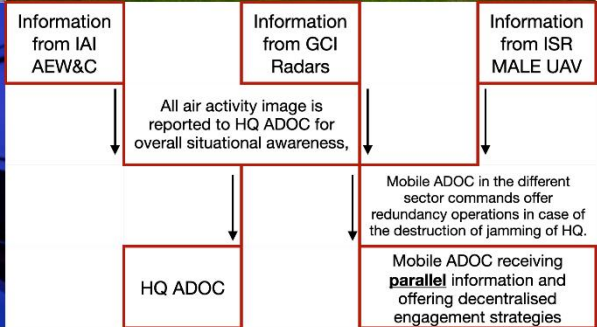 Information
from IAI
AEW&C
Information
from GCI
Radars
Information
from ISR
MALE UAV
All air activity image is
reported to HQ ADOC for
overall situational awareness,
Mobile ADOC in the different
sector commands offer
redundancy operations in case of
the destruction of jamming of HQ.
HQ ADOC
Mobile ADOC receiving
parallel information and
offering decentralised
engagement strategies